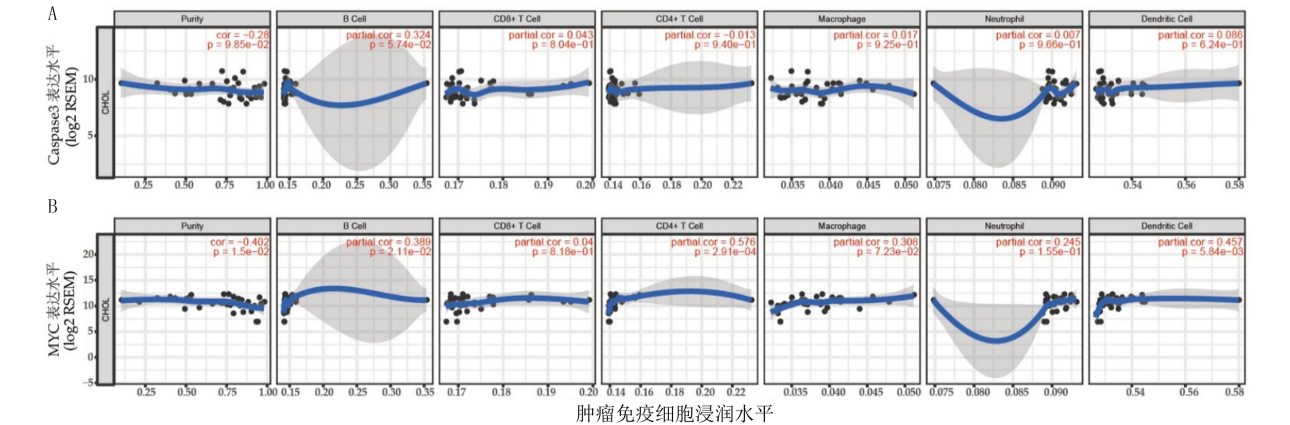 A
Purity
B Cell
CD8+ T Cell
CD4+ T Cell
Macrophage
Neutrophil
Dendritic Cell
cor = −0.28
p = 9.85e−02
partial.cor = 0.324
p = 5.74e−02
partial.cor = 0.043
p = 8.04e−01
partial.cor = −0.013
p = 9.40e−01
partial.cor = 0.017
p = 9.25e−01
partial.cor = 0.007
p = 9.66e−01
partial.cor = 0.086
p = 6.24e−01
Caspase3 表达水平
(log2 RSEM)
CHOL
10
5
0.25 0.50 0.75 1.00
0.15 0.20 0.25 0.30 0.35
0.17 0.18 0.19 0.20
0.14 0.16 0.18 0.20 0.22
0.035 0.040 0.045 0.050
0.075 0.080 0.085 0.090
0.54 0.56 0.58
B
Purity
B Cell
CD8+ T Cell
CD4+ T Cell
Macrophage
Neutrophil
Dendritic Cell
cor = −0.402
p = 1.5e−02
partial.cor = 0.389
p = 2.11e−02
partial.cor = 0.04
p = 8.18e−01
partial.cor = 0.576
p = 2.91e−04
partial.cor = 0.308
p = 7.23e−02
partial.cor = 0.245
p = 1.55e−01
partial.cor = 0.457
p = 5.84e−03
MYC 表达水平
(log2 RSEM)
CHOL
20
15
10
5
0
−5
0.25 0.50 0.75 1.00
0.15 0.20 0.25 0.30 0.35
0.17 0.18 0.19 0.20
0.14 0.16 0.18 0.20 0.22
0.035 0.040 0.045 0.050
0.075 0.080 0.085 0.090
0.54 0.56 0.58
肿瘤免疫细胞浸润水平